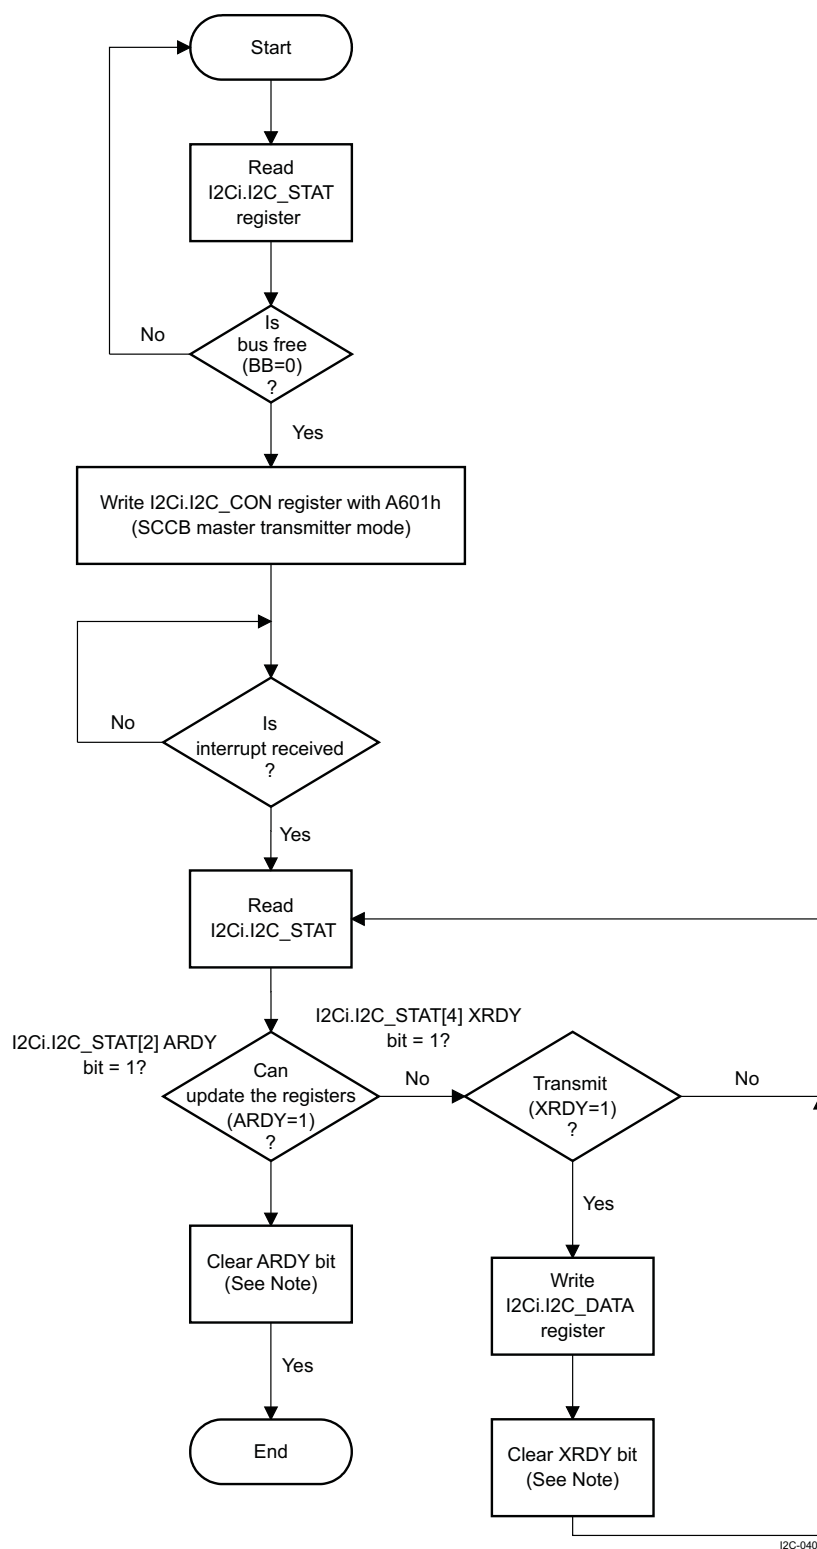 Start
Read
I2Ci.I2C_STAT
register
Is
bus free
(BB=0)
?
No
Yes
Write I2Ci.I2C_CON register with A601h
(SCCB master transmitter mode)
Is
interrupt received
?
No
Yes
Read
I2Ci.I2C_STAT
I2Ci.I2C_STAT[2] ARDY
bit = 1?
Can
update the registers
(ARDY=1)
?
No
I2Ci.I2C_STAT[4] XRDY
bit = 1?
Transmit
(XRDY=1)
?
No
Yes
Clear ARDY bit
(See Note)
Yes
End
Write
I2Ci.I2C_DATA
register
Clear XRDY bit
(See Note)
I2C-040